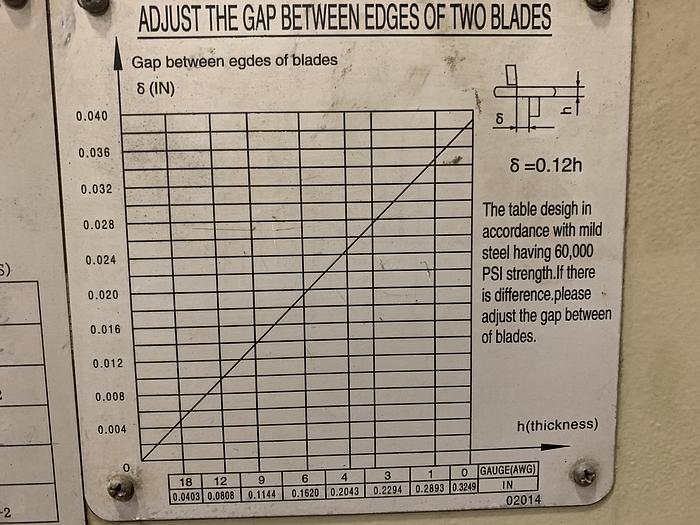 ADJUST THE GAP BETWEEN EDGES OF TWO BLADES
Gap between egdes of blades
δ (IN)
0.040
0.036
0.032
0.028
0.024
0.020
0.016
0.012
0.008
0.004
0
δ
h
δ=0.12h
The table desigh in
accordance with mild
steel having 60,000
PSI strength.If there
is difference.please
adjust the gap between
of blades.
h(thickness)
18 12 9 6 4 3 1 0 GAUGE(AWG)
0.0403 0.0808 0.1144 0.1620 0.2043 0.2294 0.2893 0.3249 IN
02014
S)
-2